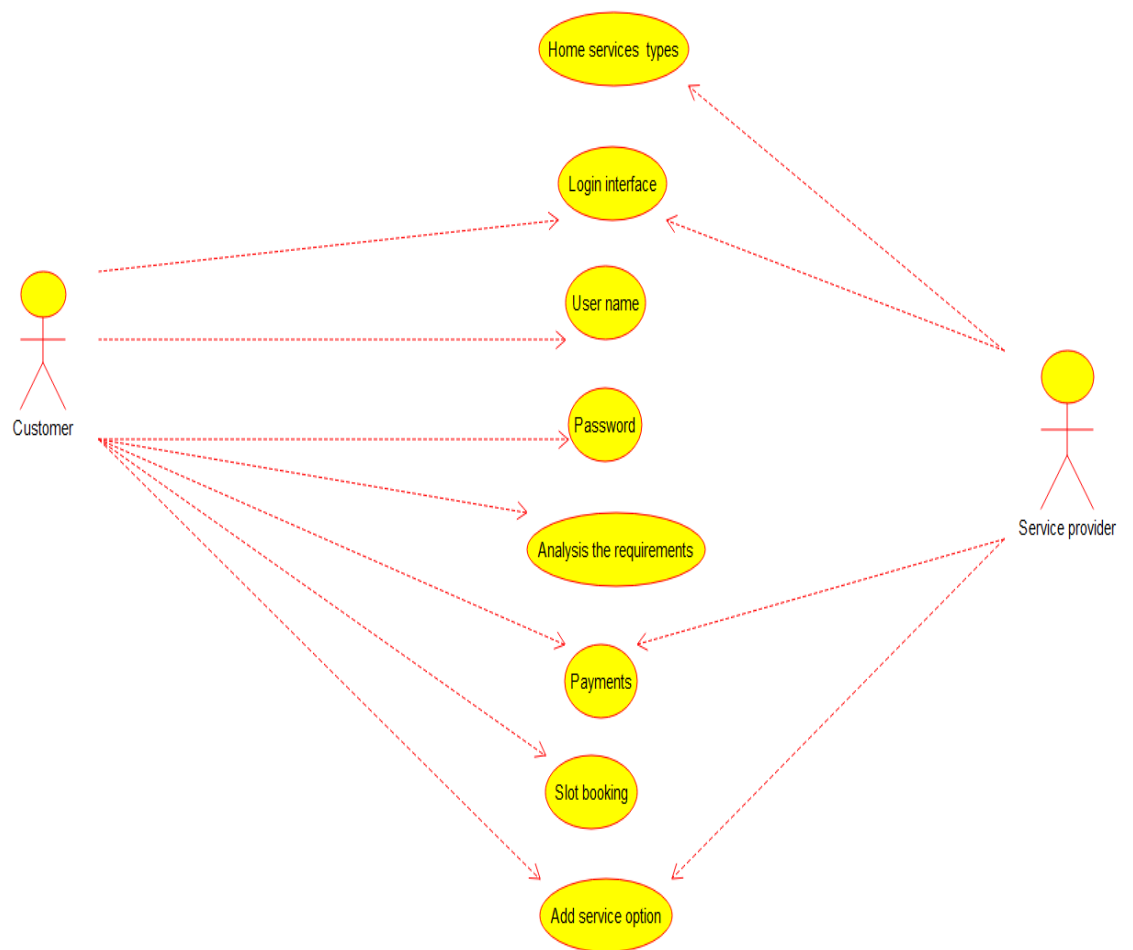 Home services types
Login interface
User name
Customer
Password
Service provider
Analysis the requirements
Payments
Slot booking
Add service option